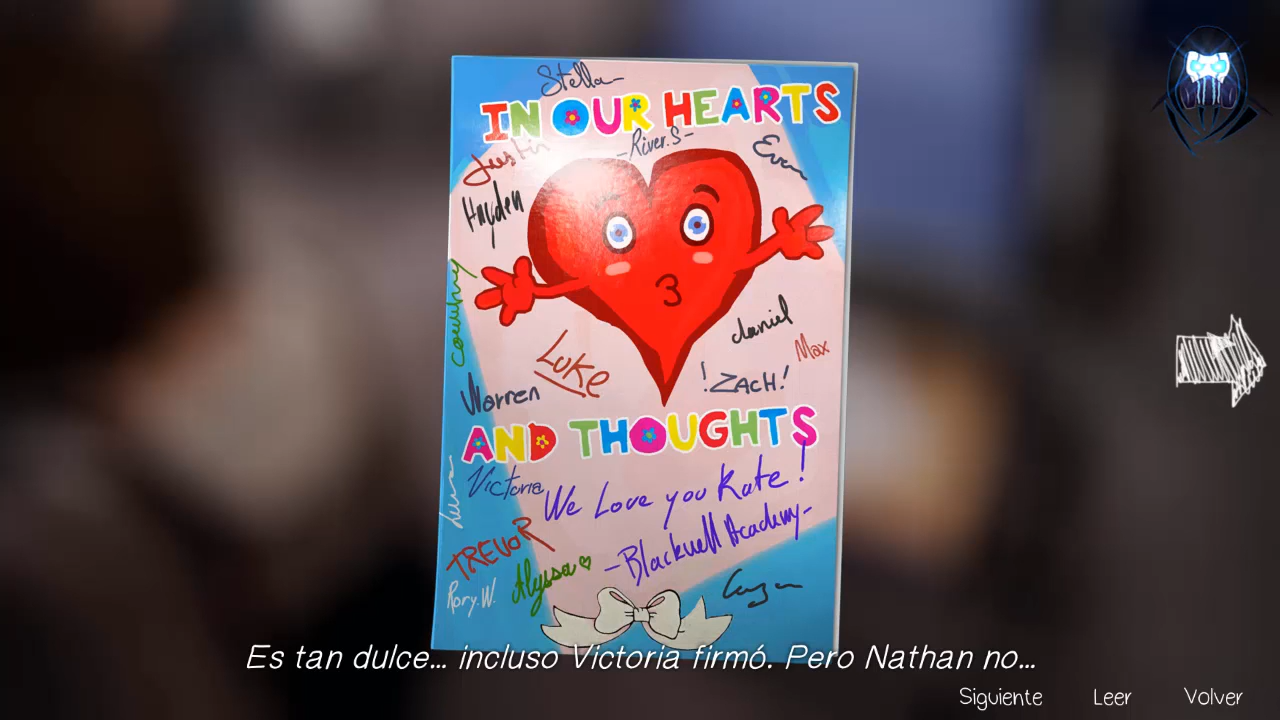 Stella
IN OUR HEARTS
Justin
-River.S-
Evan
Hayden
Luke
daniel
Max
Warren
!ZACH!
AND THOUGHTS
Victoria
We Love you Kate!
TREVOR
-Blackwell Academy-
Rory.W.
Alyssa
Es tan dulce... incluso Victoria firmó. Pero Nathan no...
Siguiente Leer Volver